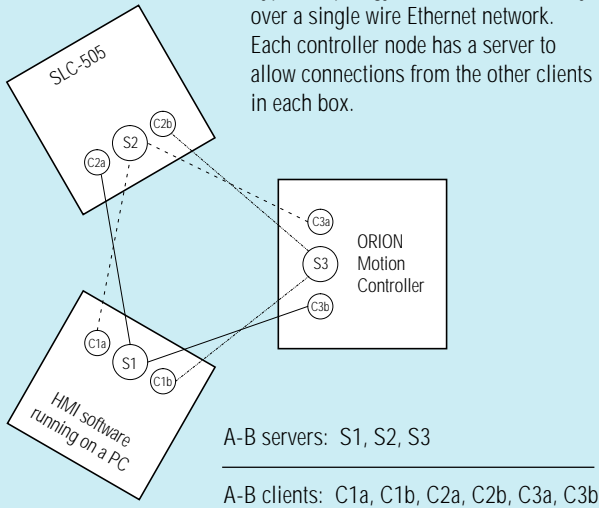 over a single wire Ethernet network.
Each controller node has a server to
allow connections from the other clients
in each box.
SLC-505
C2b
S2
C2a
C3a
ORION
S3
Motion
Controller
C3b
C1a
S1
C1b
HMI software
running on a PC
A-B servers: S1, S2, S3
A-B clients: C1a, C1b, C2a, C2b, C3a, C3b